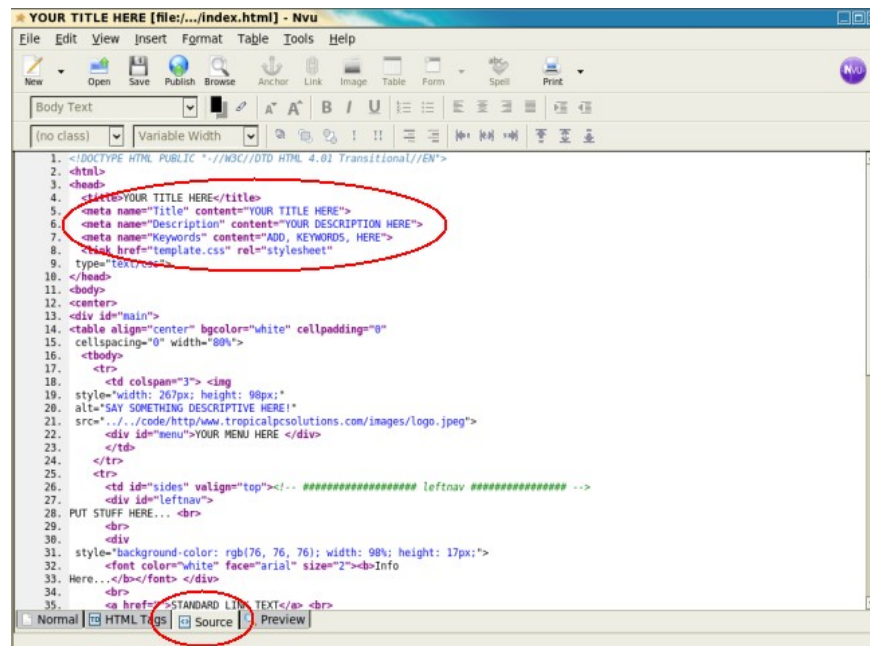 YOUR TITLE HERE [file:/.../index.html] - Nvu
File Edit View Insert Format Table Tools Help
New Open Save Publish Browse Anchor Link Image Table Form Spell Print Nvu
Body Text
(no class) Variable Width
1. <!DOCTYPE HTML PUBLIC "-//W3C//DTD HTML 4.01 Transitional//EN">
2. <html>
3. <head>
4. <title>YOUR TITLE HERE</title>
5. <meta name="Title" content="YOUR TITLE HERE">
6. <meta name="Description" content="YOUR DESCRIPTION HERE">
7. <meta name="Keywords" content="ADD, KEYWORDS, HERE">
8. <link href="template.css" rel="stylesheet"
9. type="text/css">
10. </head>
11. <body>
12. <center>
13. <div id="main">
14. <table align="center" bgcolor="white" cellpadding="0"
15. cellspacing="0" width="80%">
16. <tbody>
17. <tr>
18. <td colspan="3"> <img
19. style="width: 267px; height: 98px;"
20. alt="SAY SOMETHING DESCRIPTIVE HERE!"
21. src="../../code/http/www.tropicalpcsolutions.com/images/logo.jpeg">
22. <div id="menu">YOUR MENU HERE </div>
23. </td>
24. </tr>
25. <tr>
26. <td id="sides" valign="top"><!-- ################### leftnav ################ -->
27. <div id="leftnav">
28. PUT STUFF HERE... <br>
29. <br>
30. <div
31. style="background-color: rgb(76, 76, 76); width: 98%; height: 17px;">
32. <font color="white" face="arial" size="2"><b>Info
33. Here...</b></font> </div>
34. <br>
35. <a href="">STANDARD LINK TEXT</a> <br>
Normal HTML Tags Source Preview